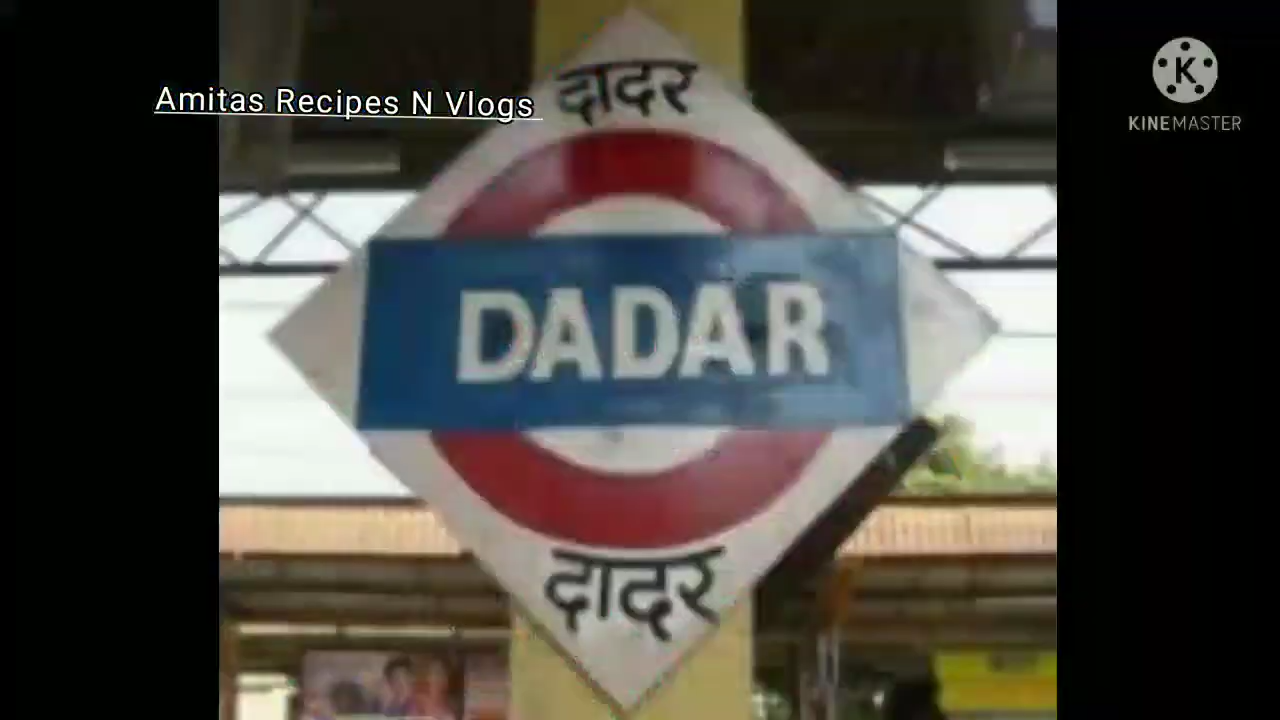 Amitas Recipes N Vlogs
दादर
KINEMASTER
DADAR
दादर